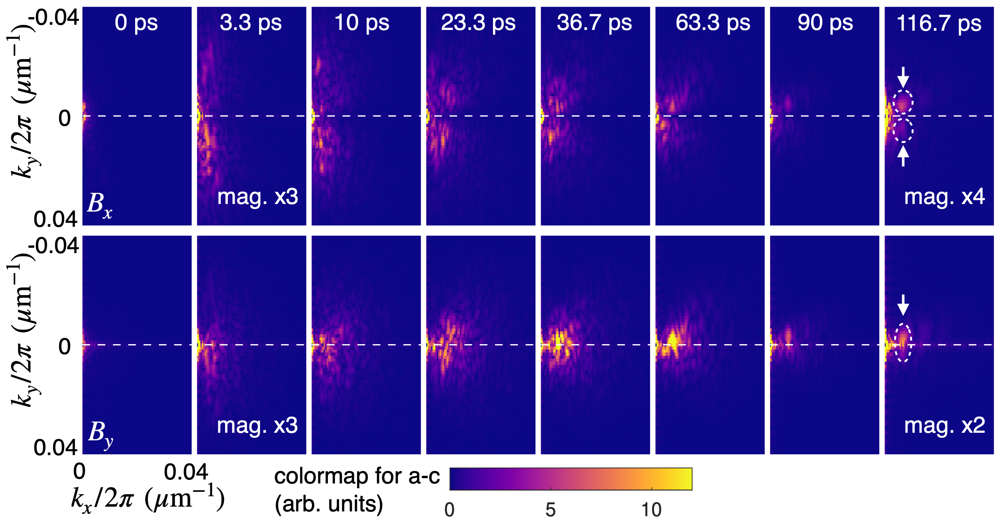 -0.04
0 ps
3.3 ps
10 ps
23.3 ps
36.7 ps
63.3 ps
90 ps
116.7 ps
k_y/2π (μm⁻¹)
0
0.04
B_x
mag. x3
mag. x4
-0.04
k_y/2π (μm⁻¹)
0
0.04
B_y
mag. x3
mag. x2
0
0.04
k_x/2π (μm⁻¹)
colormap for a-c
(arb. units)
0
5
10